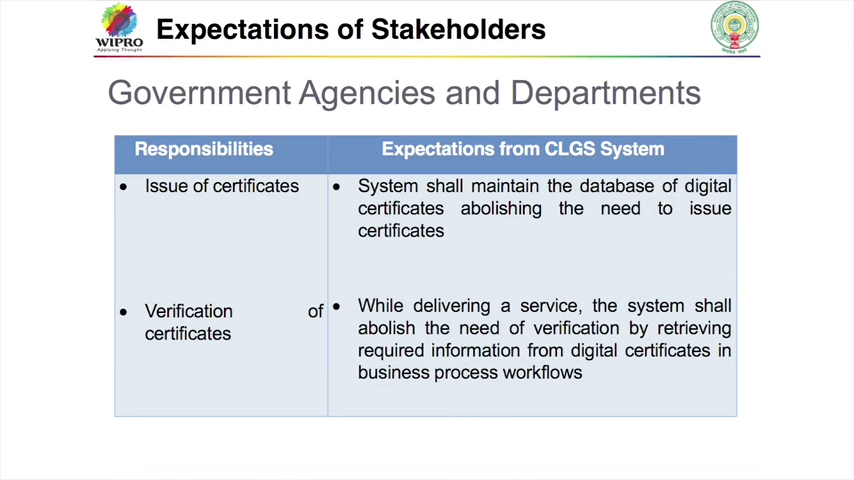 WIPRO
Applying Thought
Expectations of Stakeholders
Government Agencies and Departments
Responsibilities
Expectations from CLGS System
• Issue of certificates
• System shall maintain the database of digital
certificates abolishing the need to issue
certificates
• Verification of
certificates
• While delivering a service, the system shall
abolish the need of verification by retrieving
required information from digital certificates in
business process workflows